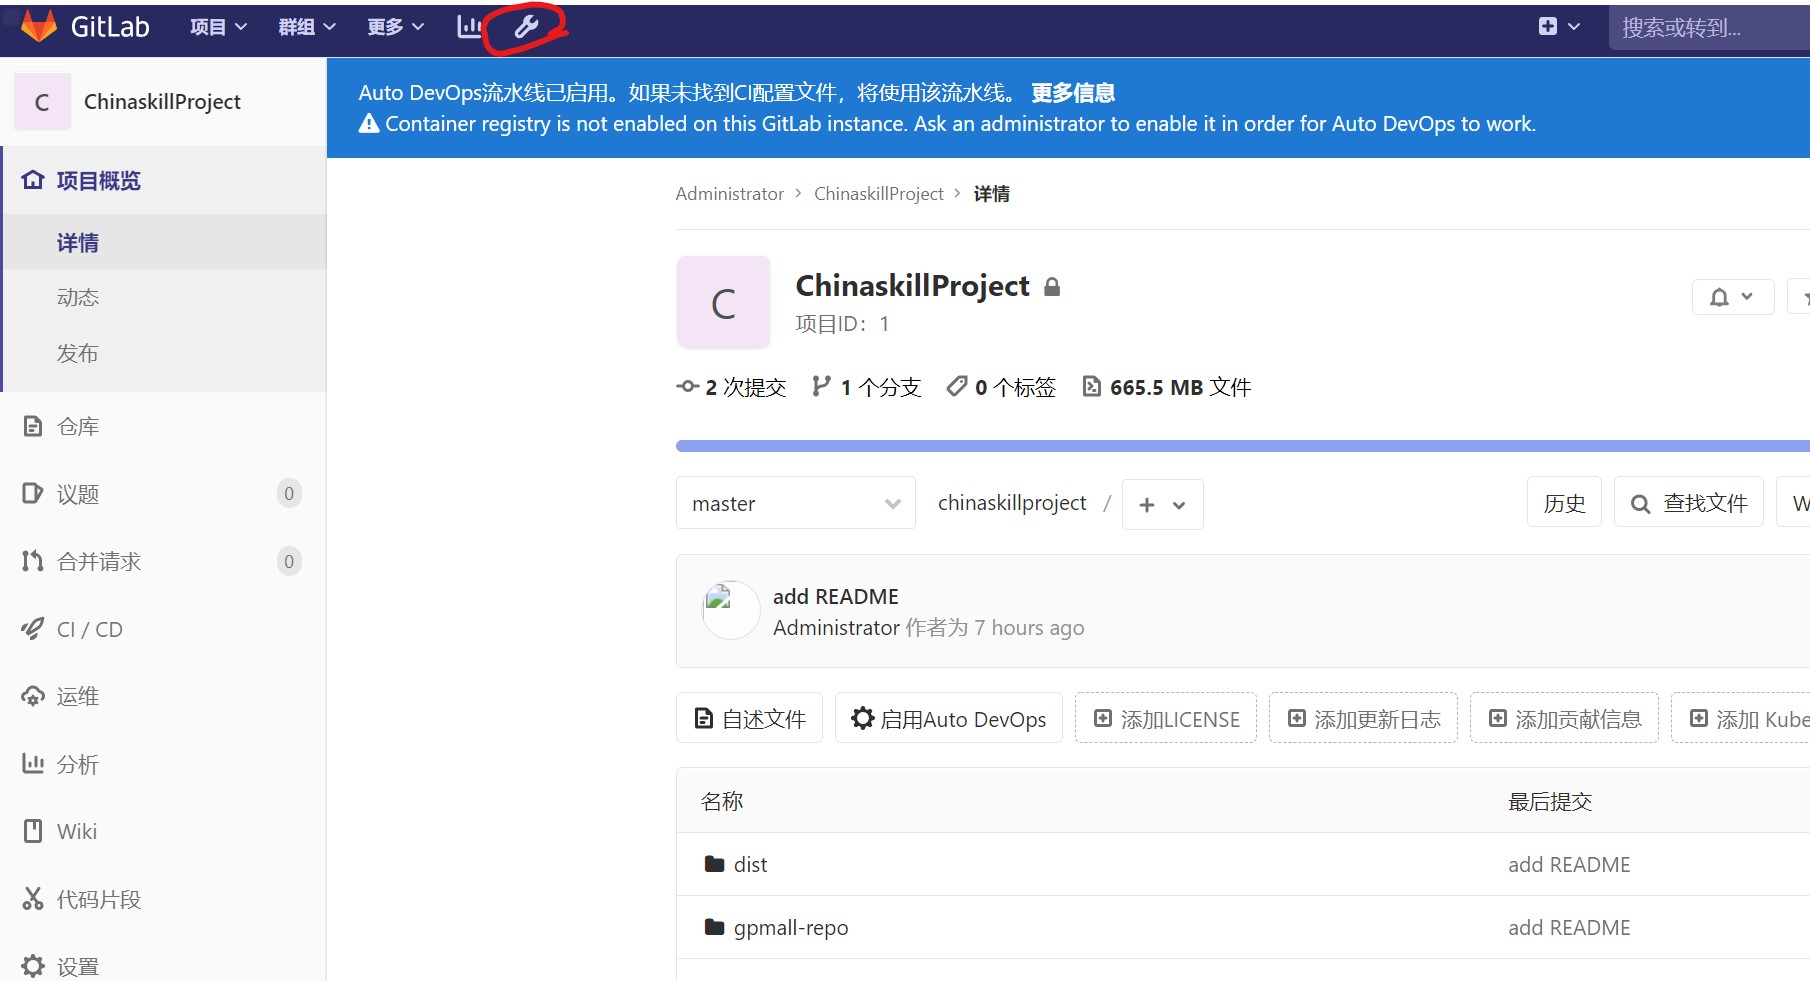 GitLab 项目 群组 更多 搜索或转到...
C ChinaskillProject
Auto DevOps流水线已启用。如果未找到CI配置文件，将使用该流水线。 更多信息
Container registry is not enabled on this GitLab instance. Ask an administrator to enable it in order for Auto DevOps to work.
项目概览
详情
动态
发布
仓库
议题 0
合并请求 0
CI / CD
运维
分析
Wiki
代码片段
设置
Administrator > ChinaskillProject > 详情
C
ChinaskillProject
项目ID：1
2 次提交 1 个分支 0 个标签 665.5 MB 文件
master chinaskillproject / + 历史 查找文件 W
add README
Administrator 作者为 7 hours ago
自述文件 启用Auto DevOps 添加LICENSE 添加更新日志 添加贡献信息 添加 Kube
名称 最后提交
dist add README
gpmall-repo add README